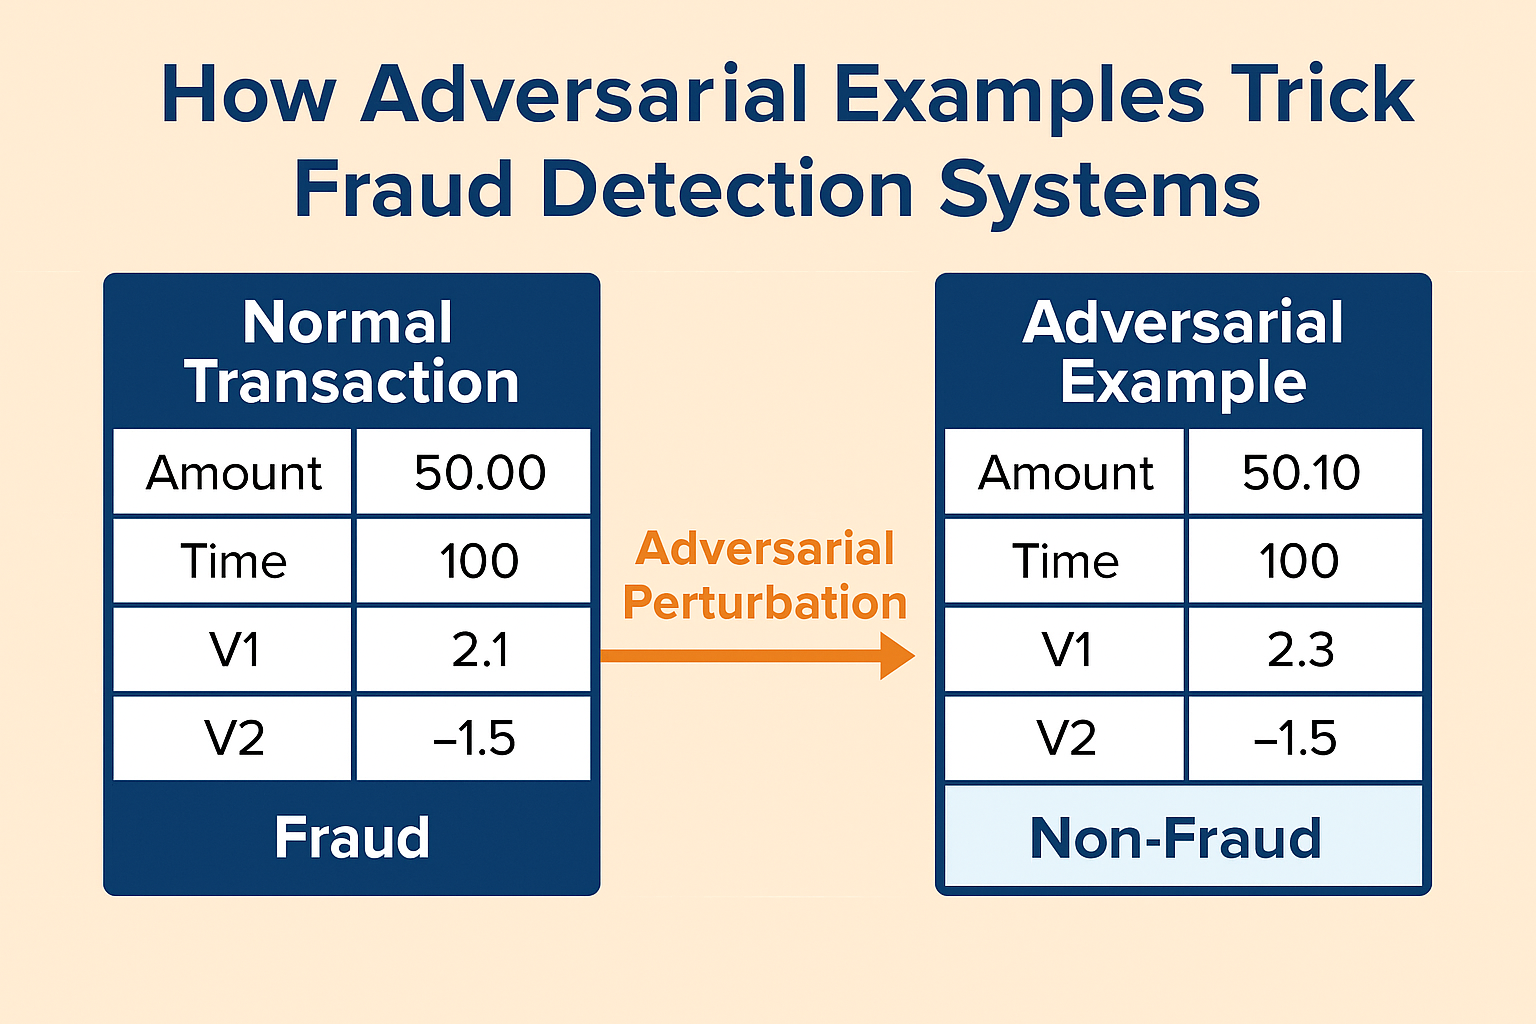 How Adversarial Examples Trick
Fraud Detection Systems
Normal
Transaction
Amount 50.00
Time 100
V1 2.1
V2 –1.5
Fraud
Adversarial
Perturbation
Adversarial
Example
Amount 50.10
Time 100
V1 2.3
V2 –1.5
Non-Fraud